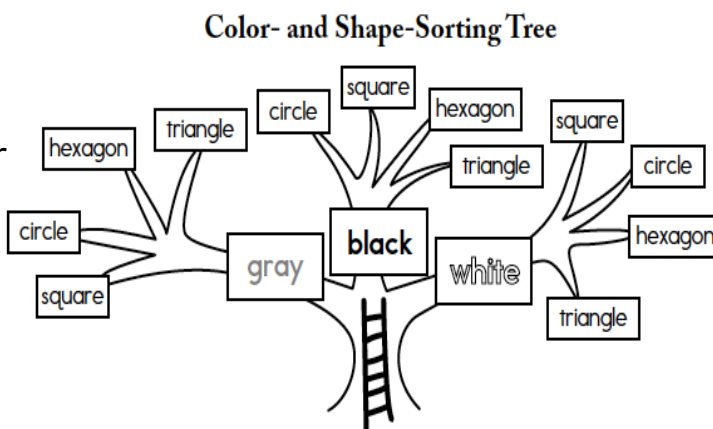 Color- and Shape-Sorting Tree
square
circle
hexagon
square
triangle
hexagon
triangle
circle
circle
black
hexagon
gray
white
square
triangle